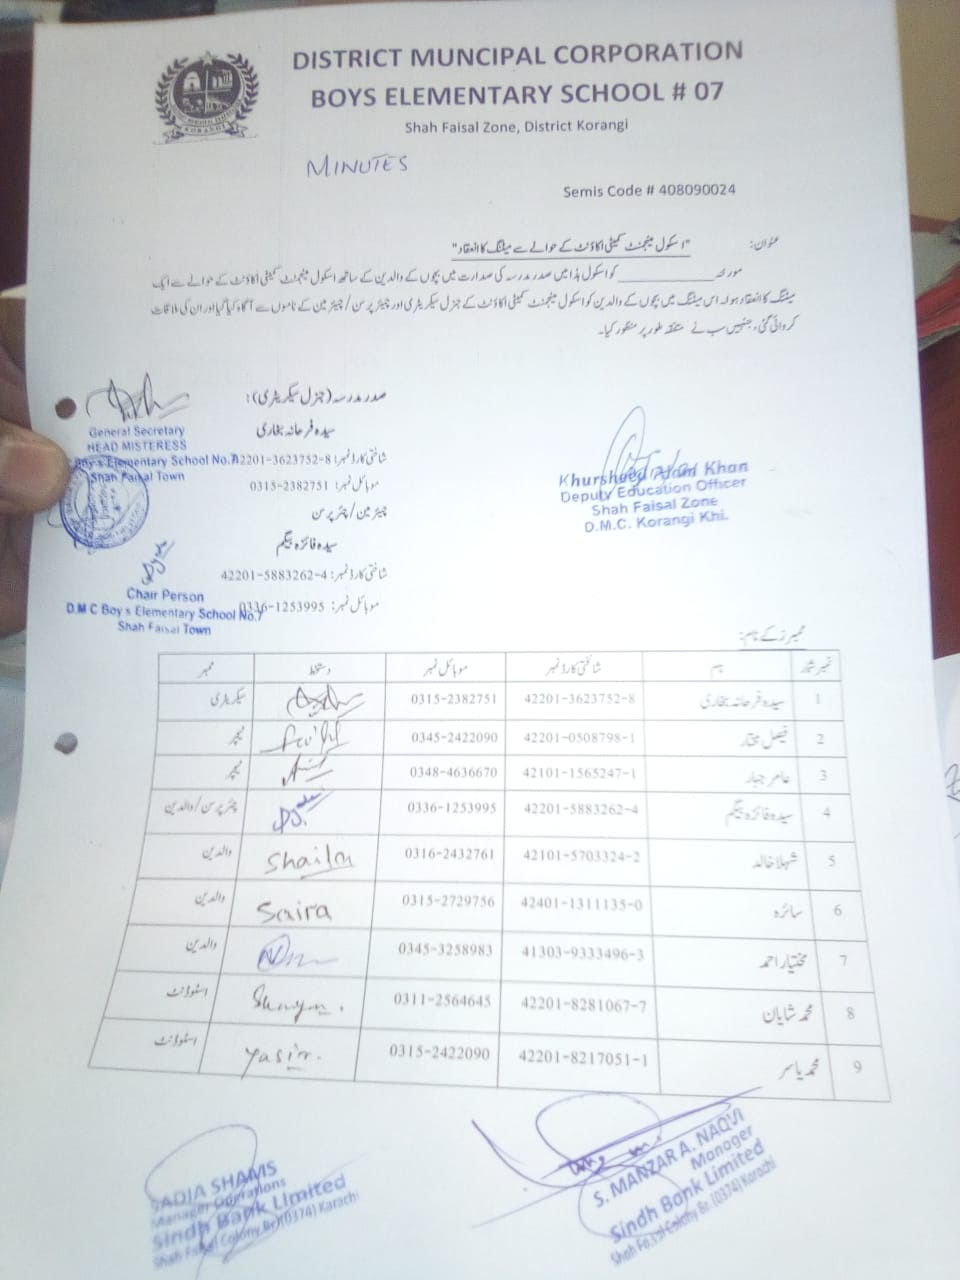 DISTRICT MUNCIPAL CORPORATION
BOYS ELEMENTARY SCHOOL # 07
Shah Faisal Zone, District Korangi
KORANGI
MINUTES
Semis Code # 408090024
عنوان: "اسکول مینجمنٹ کمیٹی اکاؤنٹ کے حوالے سے میٹنگ کا انعقاد"
مورخہ__________ کو اسکول ہذا میں صدر مدرسہ کی صدارت میں بچوں کے والدین کے ساتھ اسکول مینجمنٹ کمیٹی اکاؤنٹ کے حوالے سے ایک
میٹنگ کا انعقاد ہوا۔ اس میٹنگ میں بچوں کے والدین کو اسکول مینجمنٹ کمیٹی اکاؤنٹ کے جنرل سیکریٹری اور چیئر پرسن / چیئر مین کے ناموں سے آگاہ کیا گیا اور ان کی ملاقات
کروائی گئی، جنہیں سب نے متفقہ طور پر منظور کیا۔
صدر مدرسہ (جنرل سیکریٹری):
سیدہ فرحانہ بخاری
شناختی کارڈ نمبر: 42201-3623752-8
موبائل نمبر: 0315-2382751
چیئر مین / چئر پرسن
سیدہ فائزہ بیگم
شناختی کارڈ نمبر: 42201-5883262-4
موبائل نمبر: 0336-1253995
General Secretary
HEAD MISTERESS
Boy's Elementary School No.7
Shah Faisal Town
Chair Person
D.M C Boy s Elementary School No.7
Shah Faisal Town
Khursheed Alam Khan
Deputy Education Officer
Shah Faisal Zone
D.M.C. Korangi Khi.
ممبرز کے نام:
نمبر شمار نام شناختی کارڈ نمبر موبائل نمبر دستخط ممبر
1 سیدہ فرحانہ بخاری 42201-3623752-8 0315-2382751 سیکریٹری
2 فیصل مختار 42201-0508798-1 0345-2422090 ٹیچر
3 عامر جبار 42101-1565247-1 0348-4636670 ٹیچر
4 سیدہ فائزہ بیگم 42201-5883262-4 0336-1253995 چئر پرسن / والدین
5 شہلا خالد 42101-5703324-2 0316-2432761 Shaila والدین
6 سائرہ 42401-1311135-0 0315-2729756 Saira والدین
7 مختیار احمد 41303-9333496-3 0345-3258983 والدین
8 محمد شایان 42201-8281067-7 0311-2564645 اسٹوڈنٹ
9 محمد یاسر 42201-8217051-1 0315-2422090 yasir. اسٹوڈنٹ
SADIA SHAMS
Manager Operations
Sindh Bank Limited
Shah Faisal Colony Br.(0374) Karachi
S. MANZAR A. NAQVI
Manager
Sindh Bank Limited
Shah Faisal Colony Br. (0374) Karachi